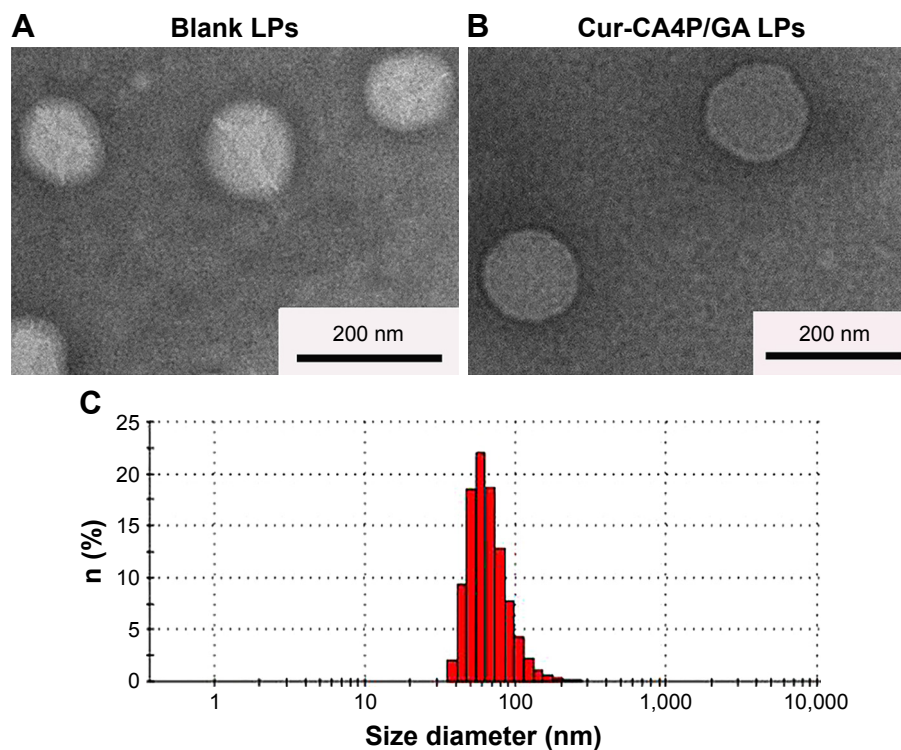 A Blank LPs
B Cur-CA4P/GA LPs
200 nm
200 nm
C
25
20
15
10
5
0
n (%)
1 10 100 1,000 10,000
Size diameter (nm)